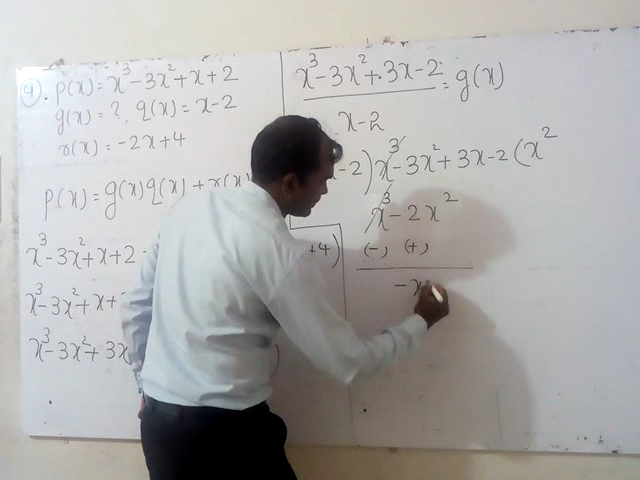 9. p(x) = x³-3x²+x+2
g(x) = ?, q(x) = x-2
r(x) = -2x+4
p(x) = g(x)q(x) + r(x)
x³-3x²+x+2
x³-3x²+x+
x³-3x²+3x
+4)
x³-3x²+3x-2 = g(x)
x-2
x-2) x³-3x²+3x-2 (x²
x³-2x²
(-) (+)
-x